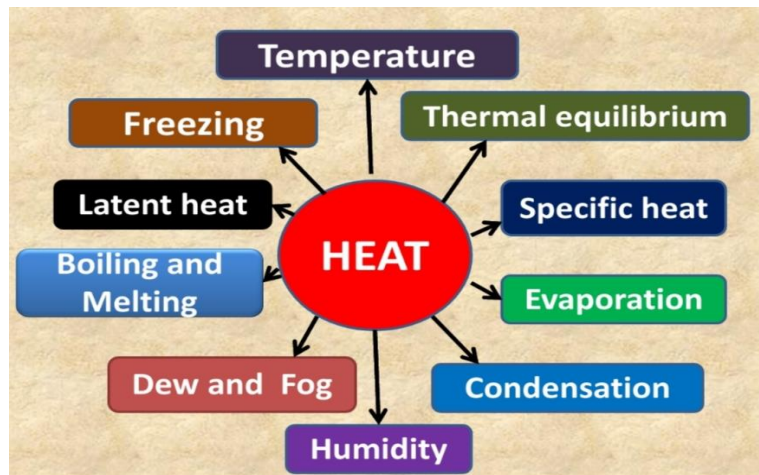 Temperature
Freezing
Thermal equilibrium
Latent heat
HEAT
Specific heat
Boiling and
Melting
Evaporation
Dew and Fog
Condensation
Humidity